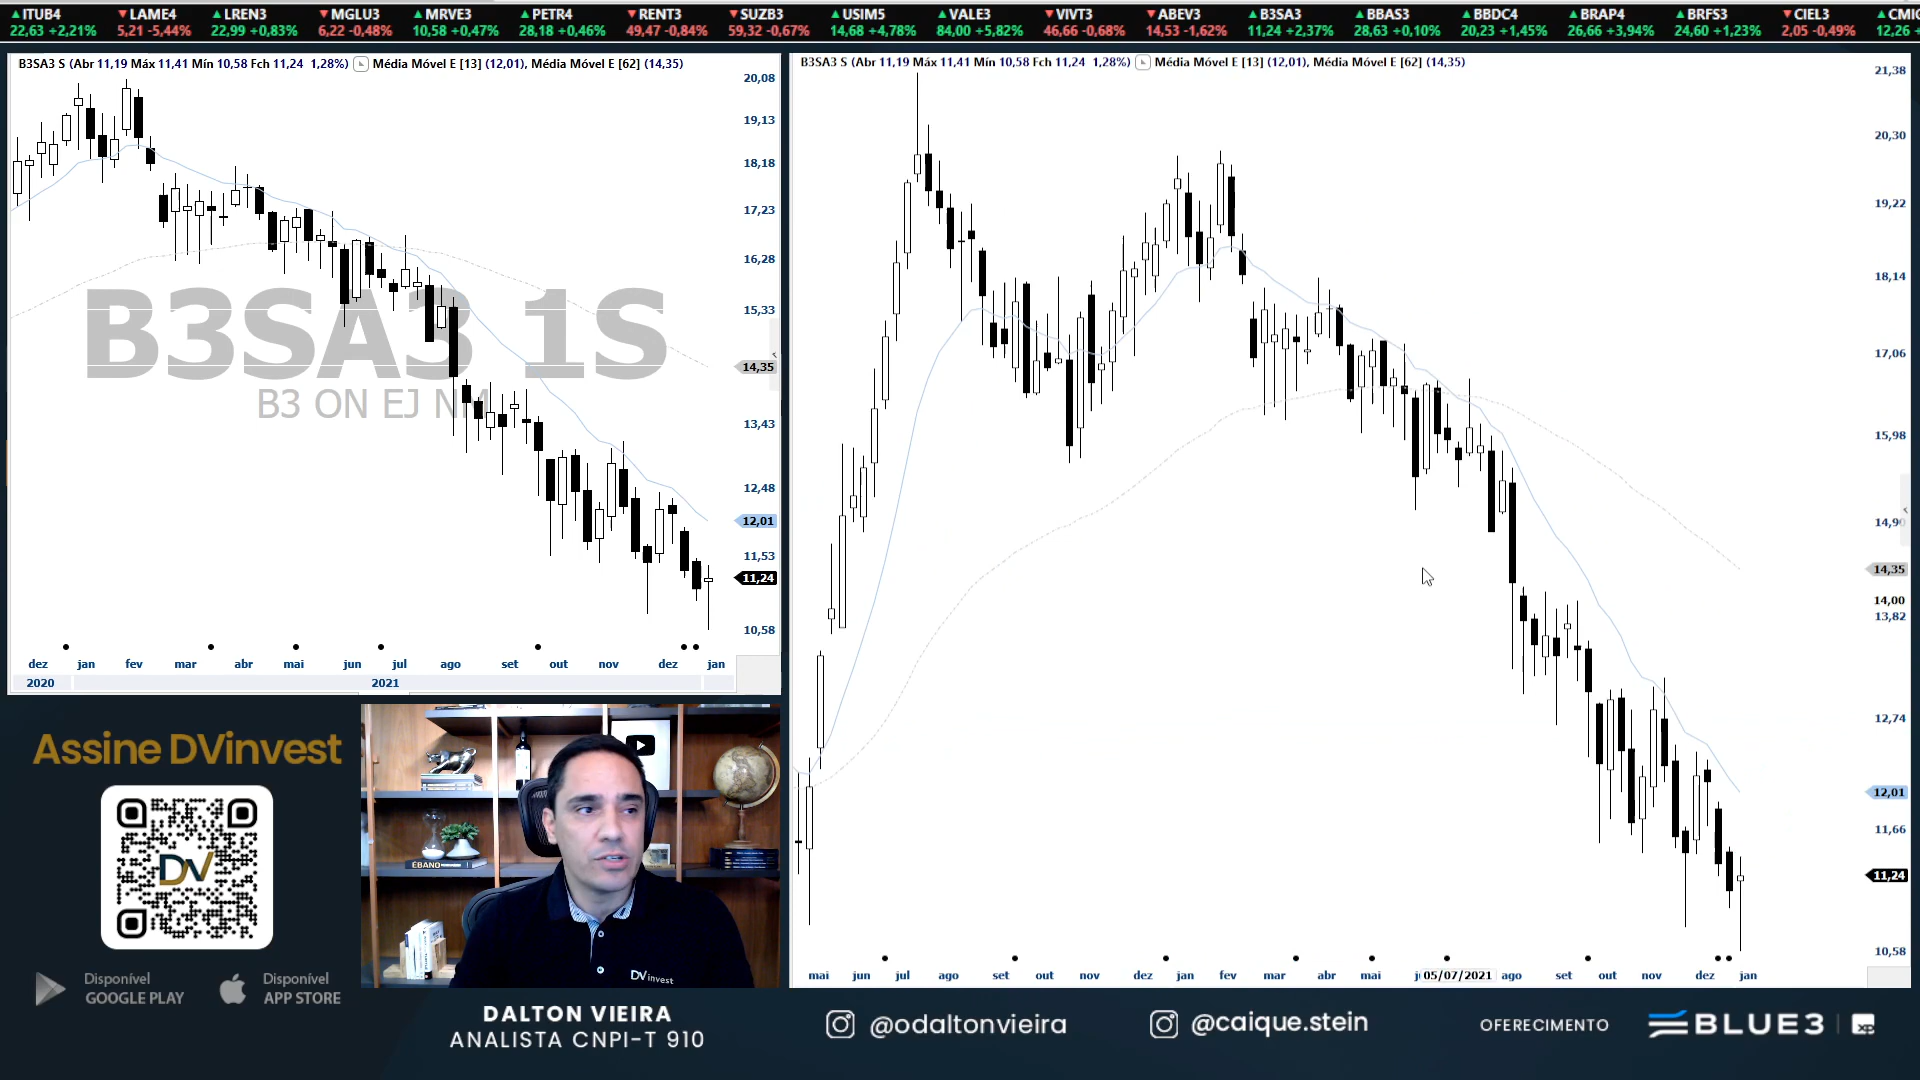 ITUB4 LAME4 LREN3 MGLU3 MRVE3 PETR4 RENT3 SUZB3 USIM5 VALE3 VIVT3 ABEV3 B3SA3 BBAS3 BBDC4 BRAP4 BRFS3 CIEL3
22,63 +2,21% 5,21 -5,44% 22,99 +0,83% 6,22 -0,48% 10,58 +0,47% 28,18 +0,46% 49,47 -0,84% 59,32 -0,67% 14,68 +4,78% 84,00 +5,82% 46,66 -0,68% 14,53 -1,62% 11,24 +2,37% 28,63 +0,10% 20,23 +1,45% 26,66 +3,94% 24,60 +1,23% 2,05 -0,49% 12,26
B3SA3 S (Abr 11,19 Máx 11,41 Mín 10,58 Fch 11,24 1,28%) Média Móvel E [13] (12,01), Média Móvel E [62] (14,35)
20,08
19,13
18,18
17,23
16,28
15,33
14,35
13,43
12,48
12,01
11,53
11,24
10,58
B3SA3 1S
B3 ON EJ NM
dez jan fev mar abr mai jun jul ago set out nov dez jan
2020 2021
B3SA3 S (Abr 11,19 Máx 11,41 Mín 10,58 Fch 11,24 1,28%) Média Móvel E [13] (12,01), Média Móvel E [62] (14,35)
21,38
20,30
19,22
18,14
17,06
15,98
14,90
14,35
14,00
13,82
12,74
12,01
11,66
11,24
10,58
mai jun jul ago set out nov dez jan fev mar abr mai 05/07/2021 ago set out nov dez jan
Assine DVinvest
DV
Disponível
GOOGLE PLAY
Disponível
APP STORE
ÉBANO
DVinvest
DALTON VIEIRA
ANALISTA CNPI-T 910
@odaltonvieira
@caique.stein
OFERECIMENTO
BLUE3
xp